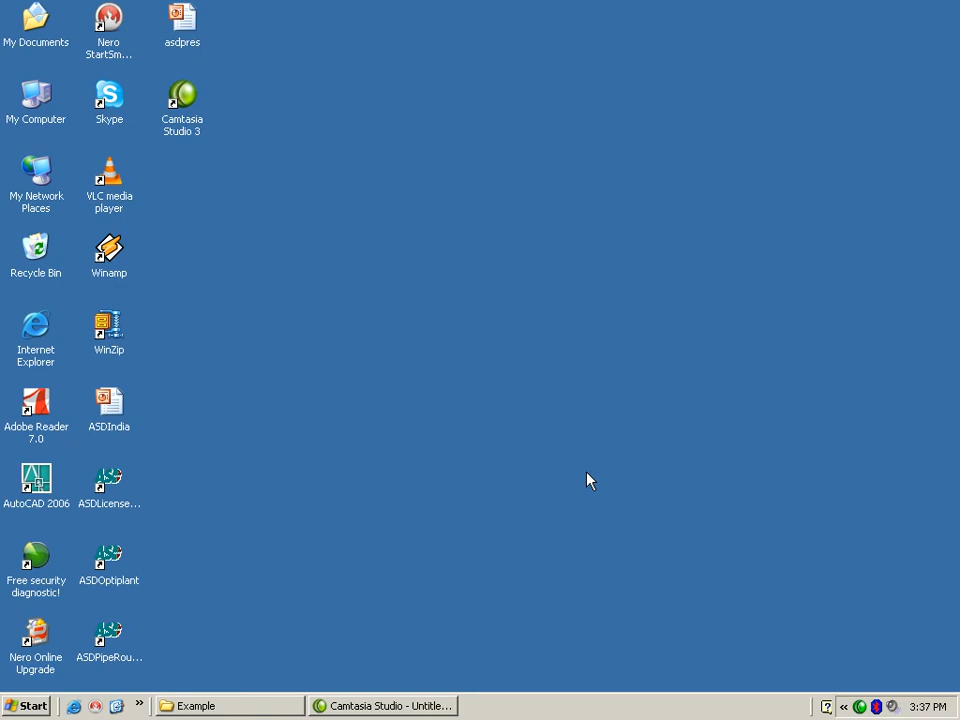 My Documents
Nero
StartSm...
asdpres
My Computer
Skype
Camtasia
Studio 3
My Network
Places
VLC media
player
Recycle Bin
Winamp
Internet
Explorer
WinZip
Adobe Reader
7.0
ASDIndia
AutoCAD 2006
ASDLicense...
Free security
diagnostic!
ASDOptiplant
Nero Online
Upgrade
ASDPipeRou...
Start
»
Example
Camtasia Studio - Untitle...
«
3:37 PM